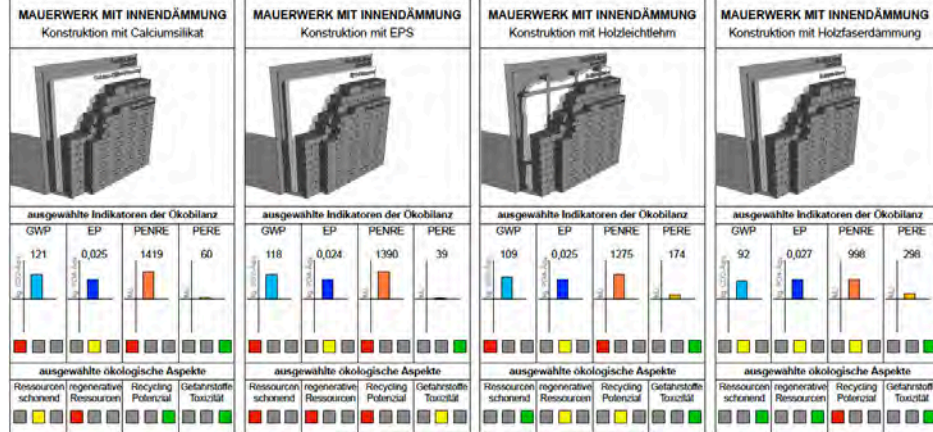 MAUERWERK MIT INNENDÄMMUNG
Konstruktion mit Calciumsilikat
ausgewählte Indikatoren der Ökobilanz
GWP EP PENRE PERE
121 0,025 1419 60
ausgewählte ökologische Aspekte
Ressourcen schonend
regenerative Ressourcen
Recycling Potenzial
Gefahrstoffe Toxizität
MAUERWERK MIT INNENDÄMMUNG
Konstruktion mit EPS
ausgewählte Indikatoren der Ökobilanz
GWP EP PENRE PERE
118 0,024 1390 39
ausgewählte ökologische Aspekte
Ressourcen schonend
regenerative Ressourcen
Recycling Potenzial
Gefahrstoffe Toxizität
MAUERWERK MIT INNENDÄMMUNG
Konstruktion mit Holzleichtlehm
ausgewählte Indikatoren der Ökobilanz
GWP EP PENRE PERE
109 0,025 1275 174
ausgewählte ökologische Aspekte
Ressourcen schonend
regenerative Ressourcen
Recycling Potenzial
Gefahrstoffe Toxizität
MAUERWERK MIT INNENDÄMMUNG
Konstruktion mit Holzfaserdämmung
ausgewählte Indikatoren der Ökobilanz
GWP EP PENRE PERE
92 0,027 998 298
ausgewählte ökologische Aspekte
Ressourcen schonend
regenerative Ressourcen
Recycling Potenzial
Gefahrstoffe Toxizität